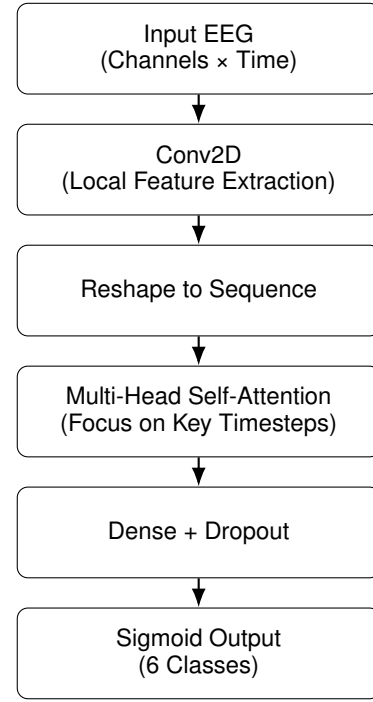 Input EEG
(Channels × Time)
Conv2D
(Local Feature Extraction)
Reshape to Sequence
Multi-Head Self-Attention
(Focus on Key Timesteps)
Dense + Dropout
Sigmoid Output
(6 Classes)